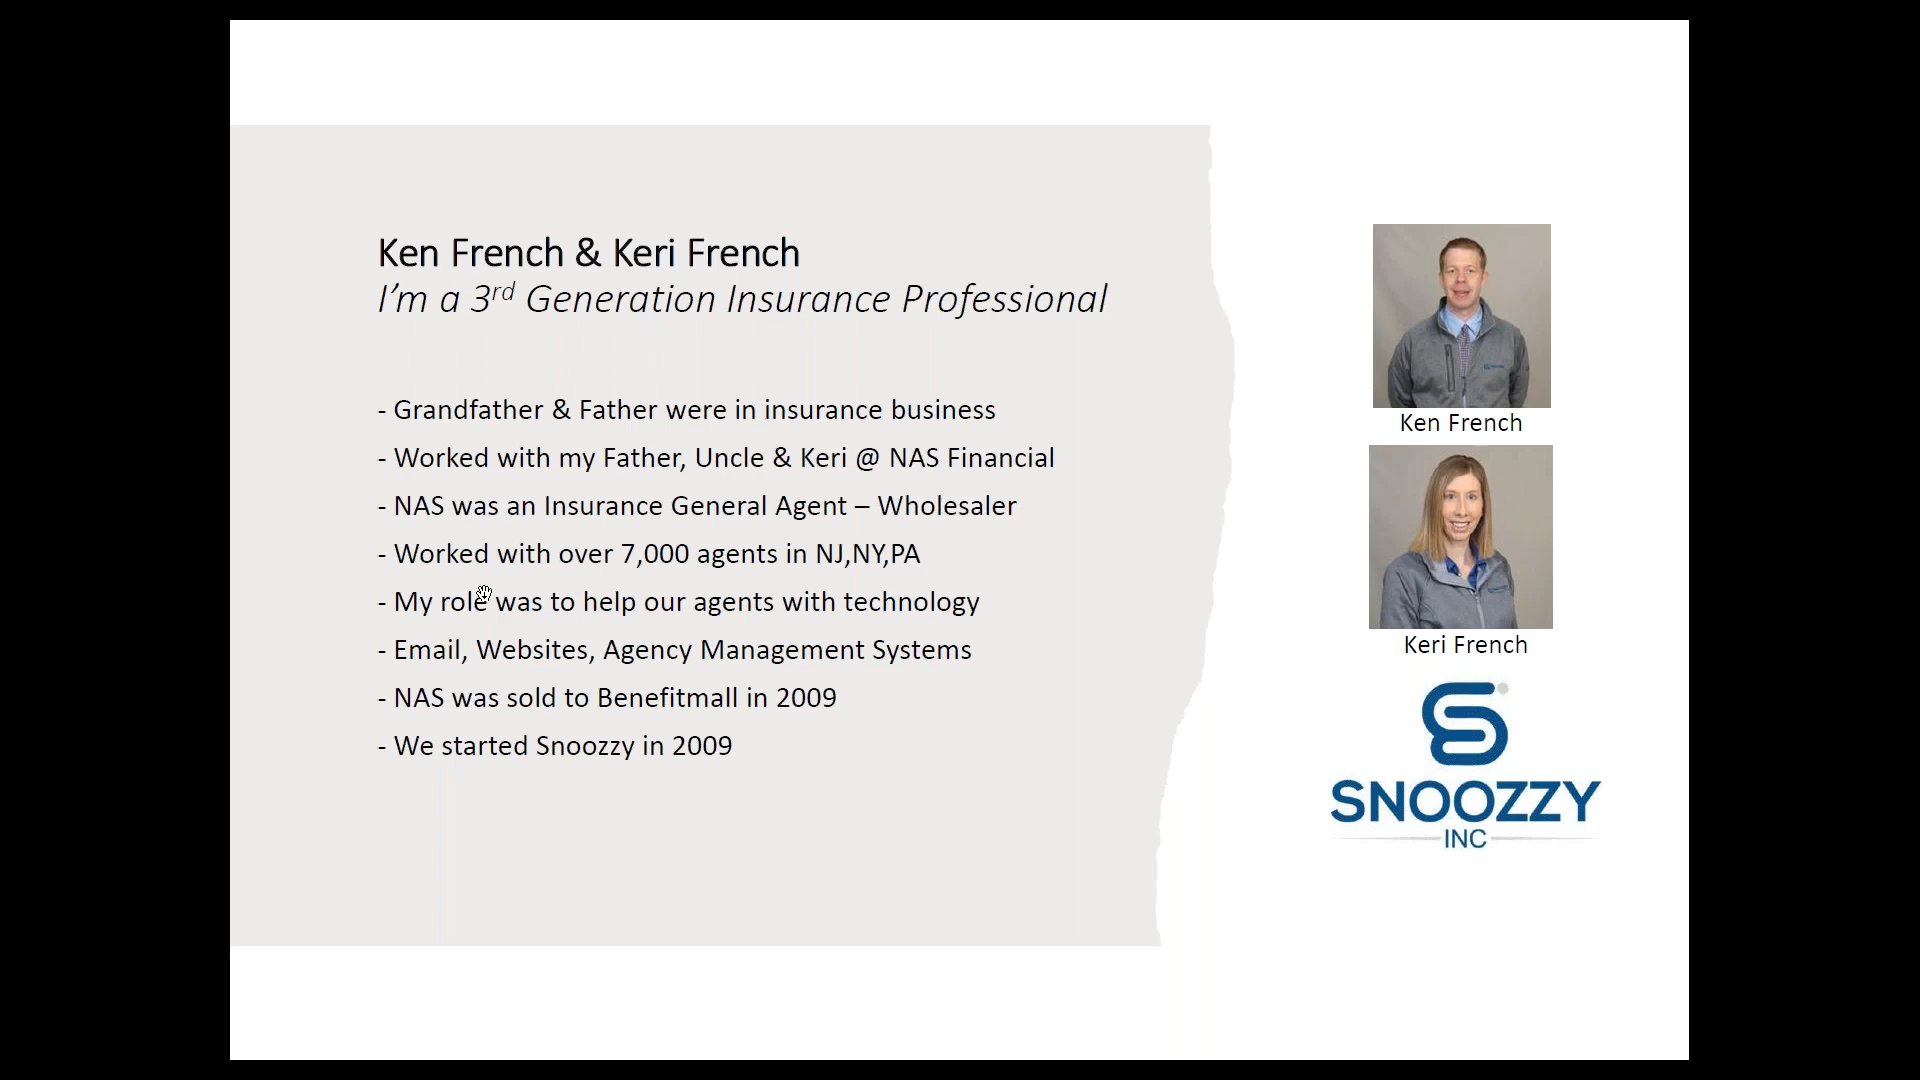 Ken French & Keri French
I’m a 3rd Generation Insurance Professional
- Grandfather & Father were in insurance business
- Worked with my Father, Uncle & Keri @ NAS Financial
- NAS was an Insurance General Agent – Wholesaler
- Worked with over 7,000 agents in NJ,NY,PA
- My role was to help our agents with technology
- Email, Websites, Agency Management Systems
- NAS was sold to Benefitmall in 2009
- We started Snoozzy in 2009
Ken French
Keri French
SNOOZZY
INC